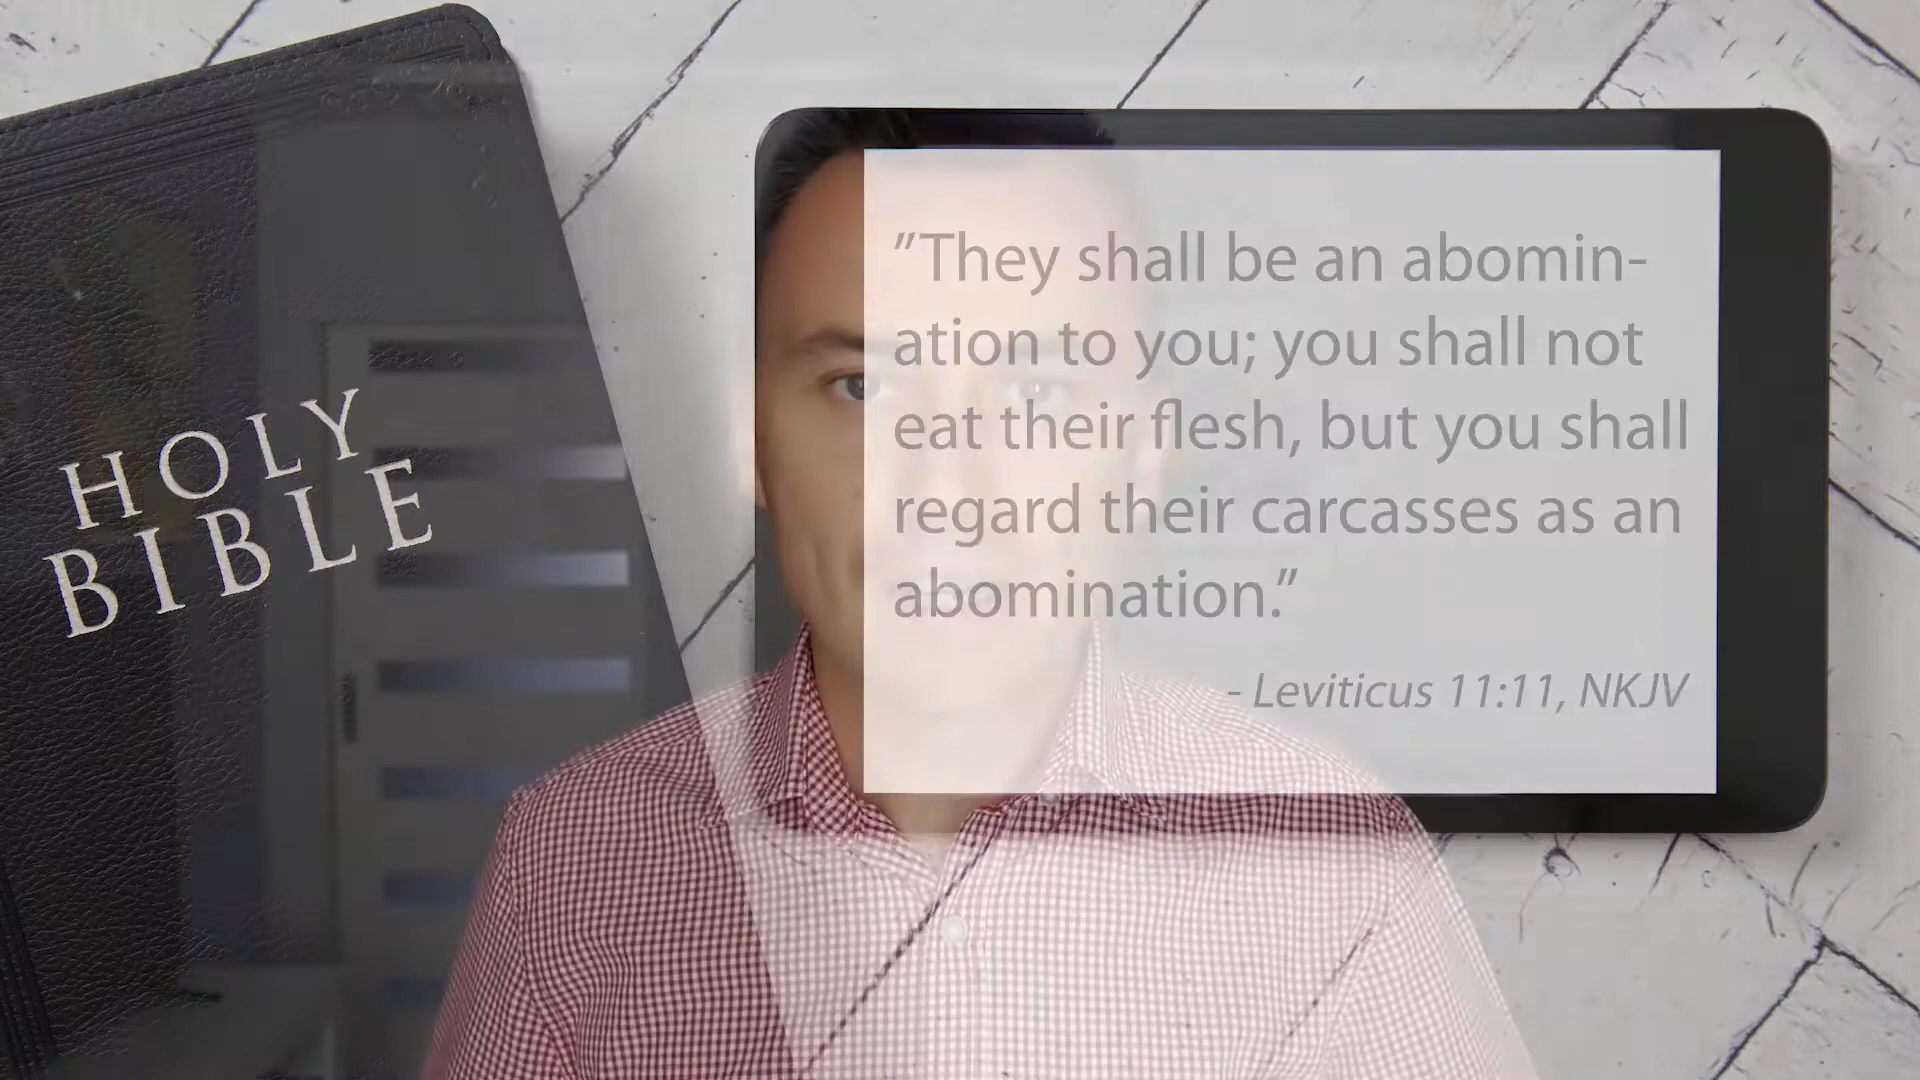 HOLY
BIBLE
"They shall be an abomin-
ation to you; you shall not
eat their flesh, but you shall
regard their carcasses as an
abomination."
- Leviticus 11:11, NKJV